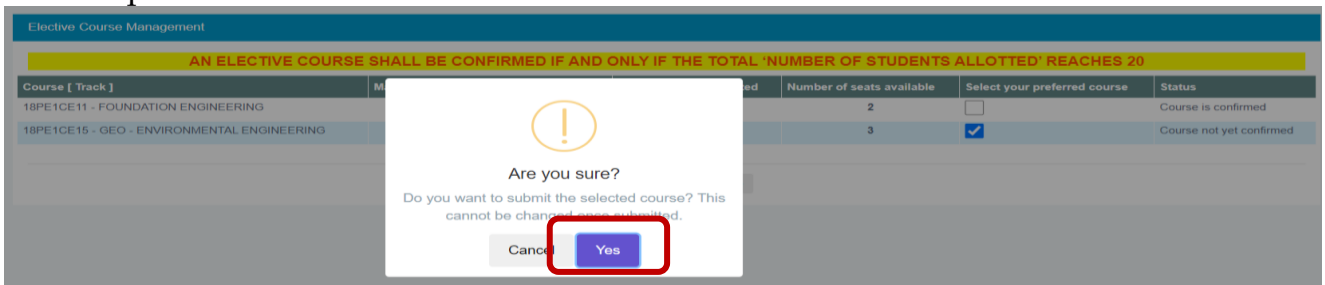 Elective Course Management
AN ELECTIVE COURSE SHALL BE CONFIRMED IF AND ONLY IF THE TOTAL ‘NUMBER OF STUDENTS ALLOTTED’ REACHES 20
Course [ Track ] Number of seats available Select your preferred course Status
18PE1CE11 - FOUNDATION ENGINEERING 2 Course is confirmed
18PE1CE15 - GEO - ENVIRONMENTAL ENGINEERING 3 Course not yet confirmed
Are you sure?
Do you want to submit the selected course? This
cannot be changed once submitted.
Cancel Yes